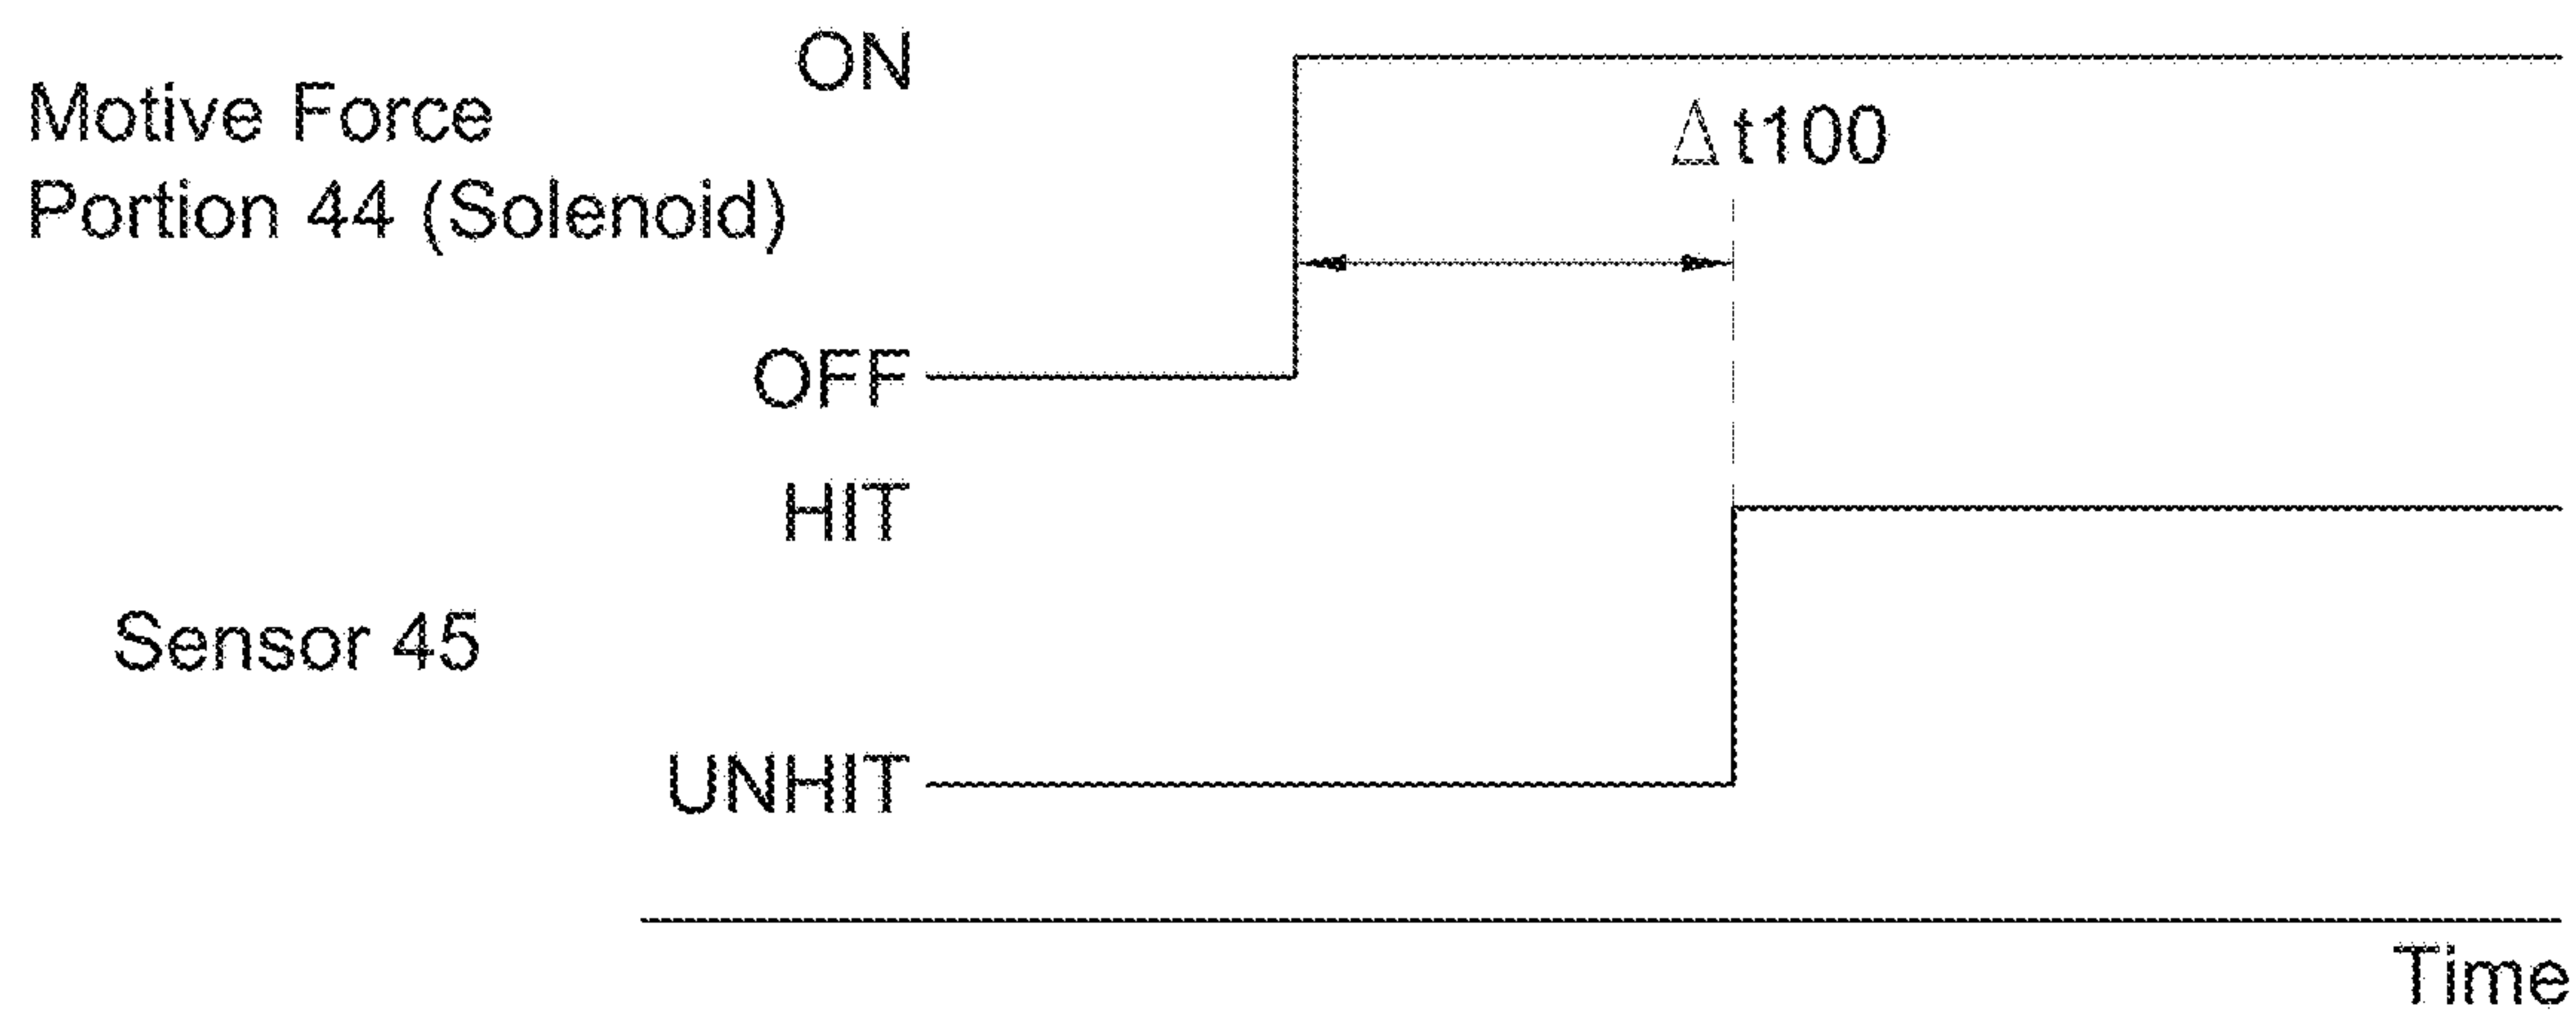 ON
Motive Force
Portion 44 (Solenoid)
Δt100
OFF
HIT
Sensor 45
UNHIT
Time